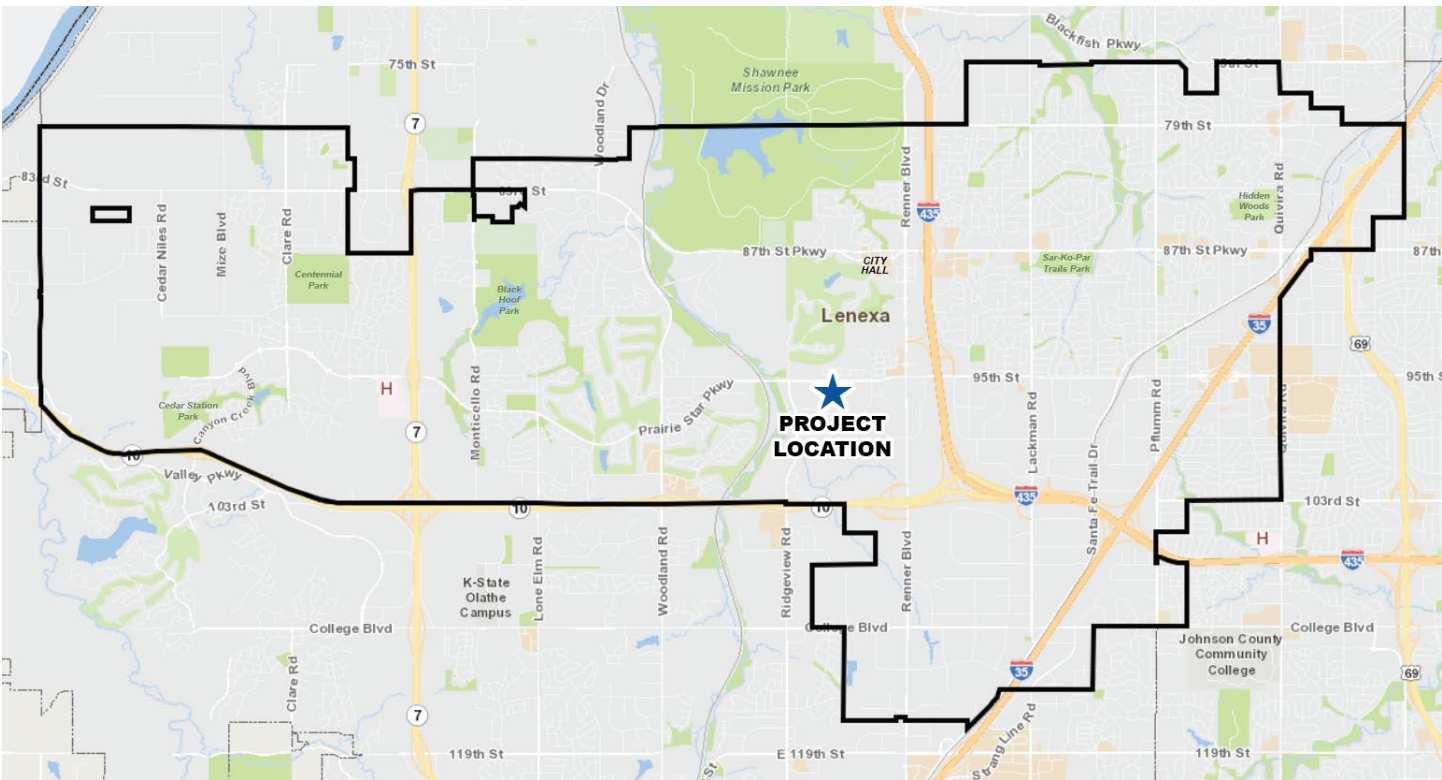 Blackfish Pkwy
75th St
75th St
Shawnee
Mission Park
Woodland Dr
7
79th St
Renner Blvd
Quivira Rd
83rd St
83rd St
435
Hidden
Woods
Park
Cedar Niles Rd
Mize Blvd
Clare Rd
87th St Pkwy
87th St Pkwy
87th
CITY
HALL
Sar-Ko-Par
Trails Park
Centennial
Park
Black
Hoof
Park
Lenexa
35
69
H
Monticello Rd
Prairie Star Pkwy
95th St
95th S
Cedar Station
Park
Canyon Creek Blvd
PROJECT
LOCATION
Lackman Rd
Pflumm Rd
Quivira Rd
7
10
Valley Pkwy
Santa Fe Trail Dr
103rd St
10
10
435
103rd St
H
435
K-State
Olathe
Campus
Lone Elm Rd
Woodland Rd
Ridgeview Rd
Renner Blvd
College Blvd
College Blvd
College Blvd
Johnson County
Community
College
Clare Rd
35
69
7
Strang Line Rd
119th St
St
E 119th St
119th St